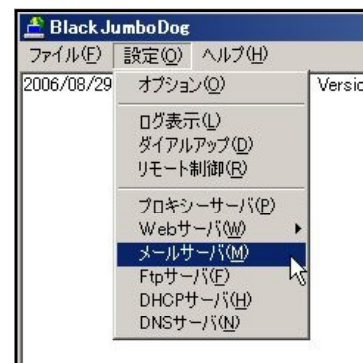 BlackJumboDog
ファイル(F) 設定(O) ヘルプ(H)
2006/08/29 Versio
オプション(O)
ログ表示(L)
ダイアルアップ(D)
リモート制御(R)
プロキシーサーバ(P)
Webサーバ(W)
メールサーバ(M)
Ftpサーバ(F)
DHCPサーバ(H)
DNSサーバ(N)